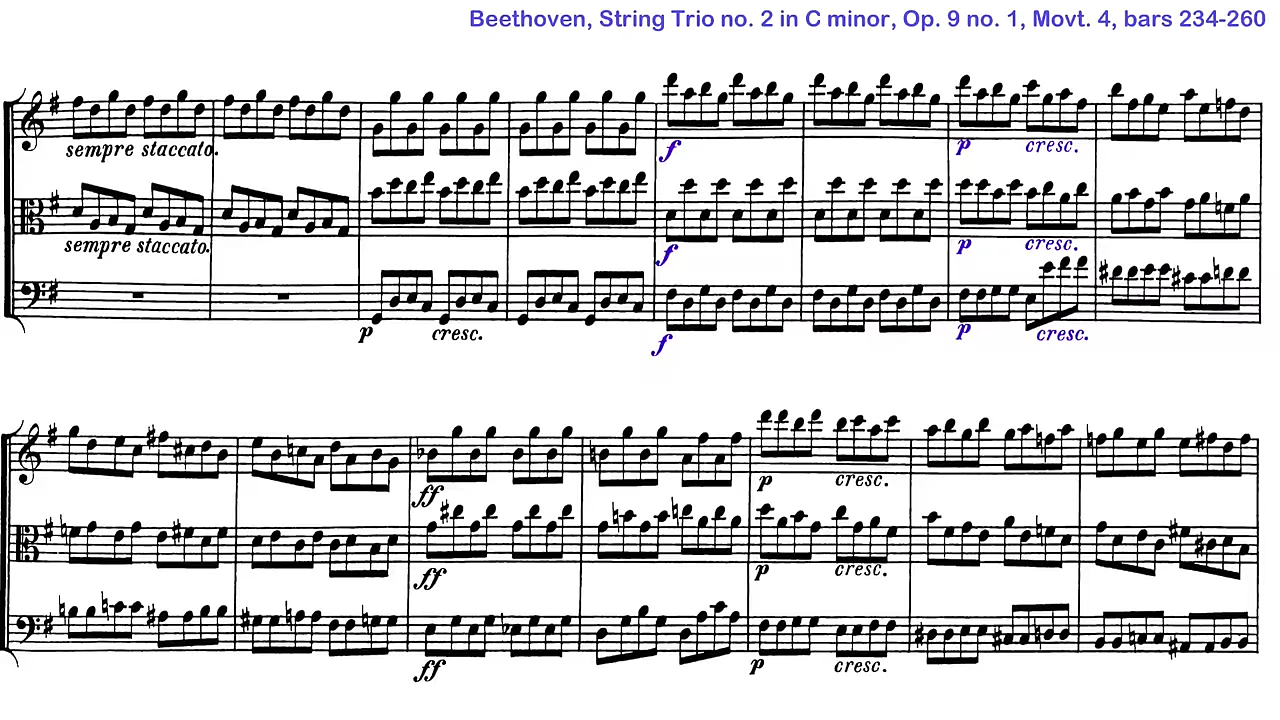 Beethoven, String Trio no. 2 in C minor, Op. 9 no. 1, Movt. 4, bars 234-260
sempre staccato.
f
p cresc.
sempre staccato.
f
p cresc.
p cresc.
f
p cresc.
ff
p cresc.
ff
p cresc.
ff
p cresc.